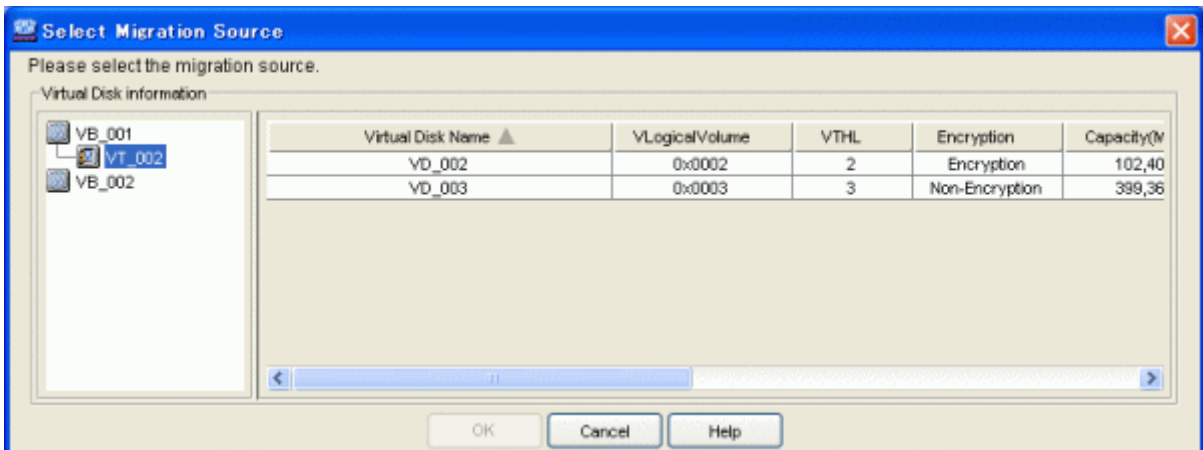 Select Migration Source
Please select the migration source.
Virtual Disk information
VB_001
VT_002
VB_002
Virtual Disk Name VLogicalVolume VTHL Encryption Capacity(M
VD_002 0x0002 2 Encryption 102,40
VD_003 0x0003 3 Non-Encryption 399,36
OK Cancel Help